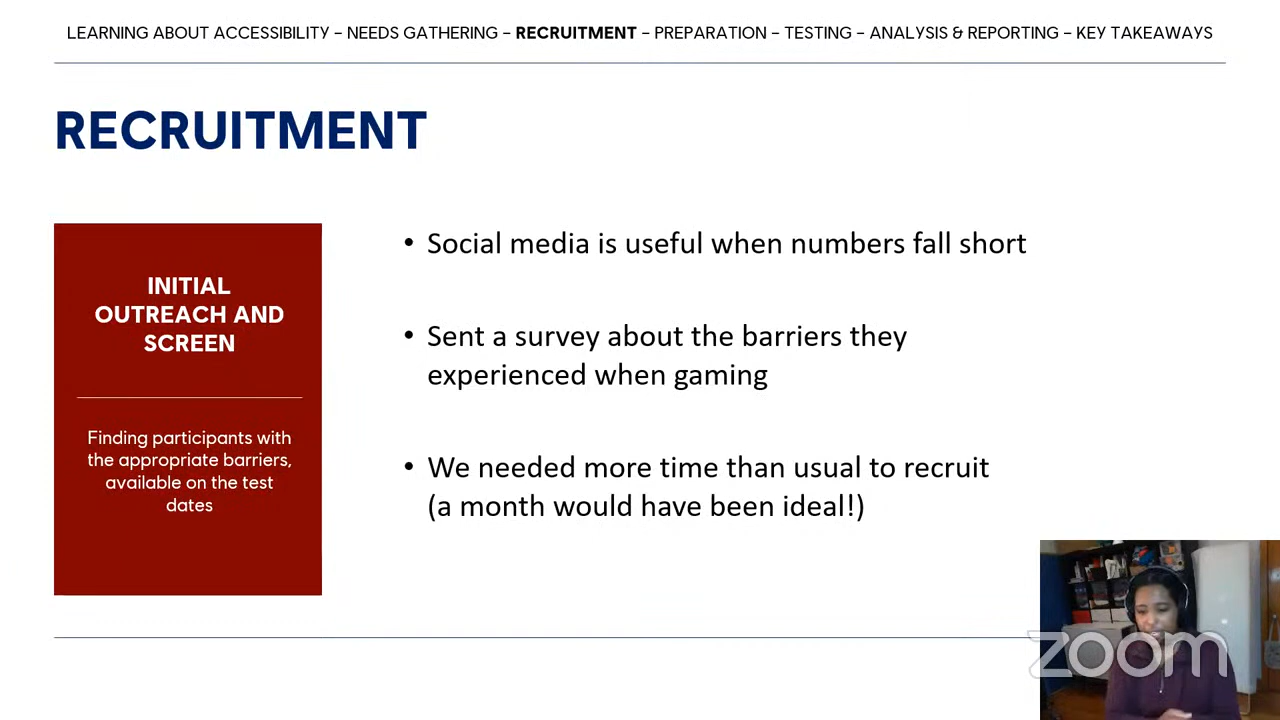 LEARNING ABOUT ACCESSIBILITY – NEEDS GATHERING – RECRUITMENT – PREPARATION – TESTING – ANALYSIS & REPORTING – KEY TAKEAWAYS
RECRUITMENT
INITIAL
OUTREACH AND
SCREEN
Finding participants with
the appropriate barriers,
available on the test
dates
• Social media is useful when numbers fall short
• Sent a survey about the barriers they
experienced when gaming
• We needed more time than usual to recruit
(a month would have been ideal!)
zoom